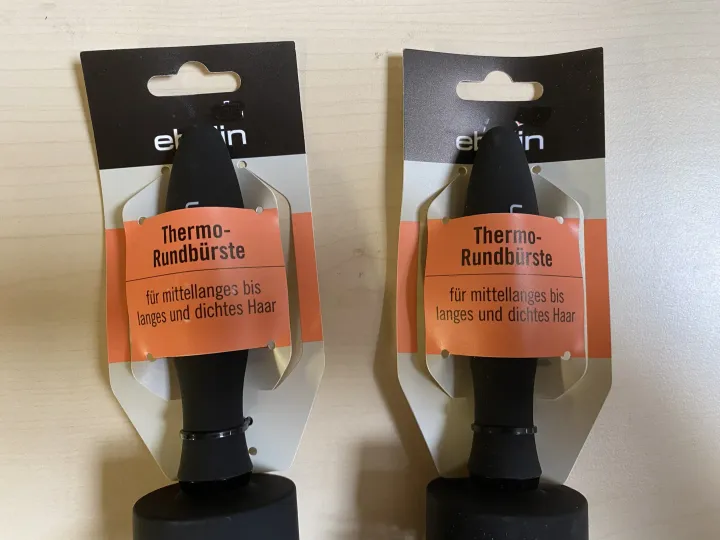 Thermo-
Rundbürste
für mittellanges bis
langes und dichtes Haar
Thermo-
Rundbürste
für mittellanges bis
langes und dichtes Haar